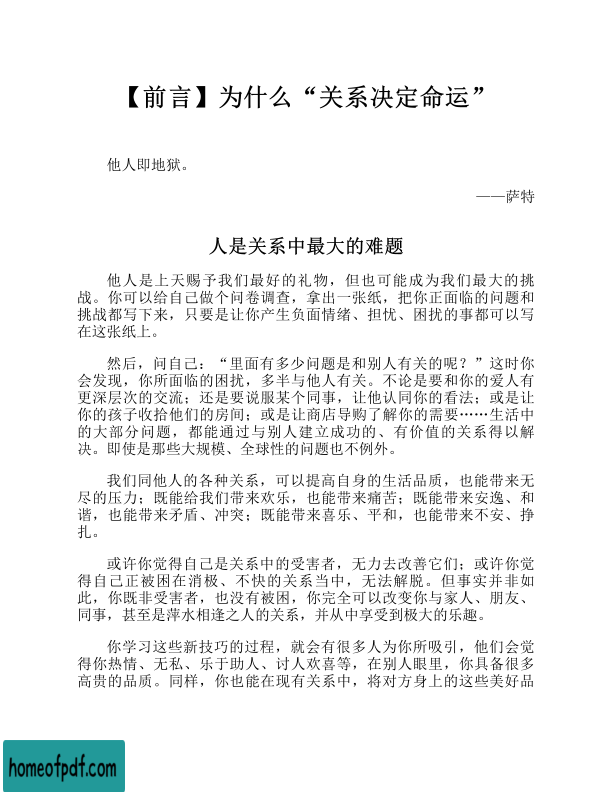 【前言】为什么“关系决定命运”
他人即地狱。
——萨特
人是关系中最大的难题
他人是上天赐予我们最好的礼物，但也可能成为我们最大的挑
战。你可以给自己做个问卷调查，拿出一张纸，把你正面临的问题和
挑战都写下来，只要是让你产生负面情绪、担忧、困扰的事都可以写
在这张纸上。
然后，问自己：“里面有多少问题是和别人有关的呢？”这时你
会发现，你所面临的困扰，多半与他人有关。不论是要和你的爱人有
更深层次的交流；还是要说服某个同事，让他认同你的看法；或是让
你的孩子收拾他们的房间；或是让商店导购了解你的需要……生活中
的大部分问题，都能通过与别人建立成功的、有价值的关系得以解
决。即使是那些大规模、全球性的问题也不例外。
我们同他人的各种关系，可以提高自身的生活品质，也能带来无
尽的压力；既能给我们带来欢乐，也能带来痛苦；既能带来安逸、和
谐，也能带来矛盾、冲突；既能带来喜乐、平和，也能带来不安、挣
扎。
或许你觉得自己是关系中的受害者，无力去改善它们；或许你觉
得自己正被困在消极、不快的关系当中，无法解脱。但事实并非如
此，你既非受害者，也没有被困，你完全可以改变你与家人、朋友、
同事，甚至是萍水相逢之人的关系，并从中享受到极大的乐趣。
你学习这些新技巧的过程，就会有很多人为你所吸引，他们会觉
得你热情、无私、乐于助人、讨人欢喜等，在别人眼里，你具备很多
高贵的品质。同样，你也能在现有关系中，将对方身上的这些美好品
homeofpdf.com